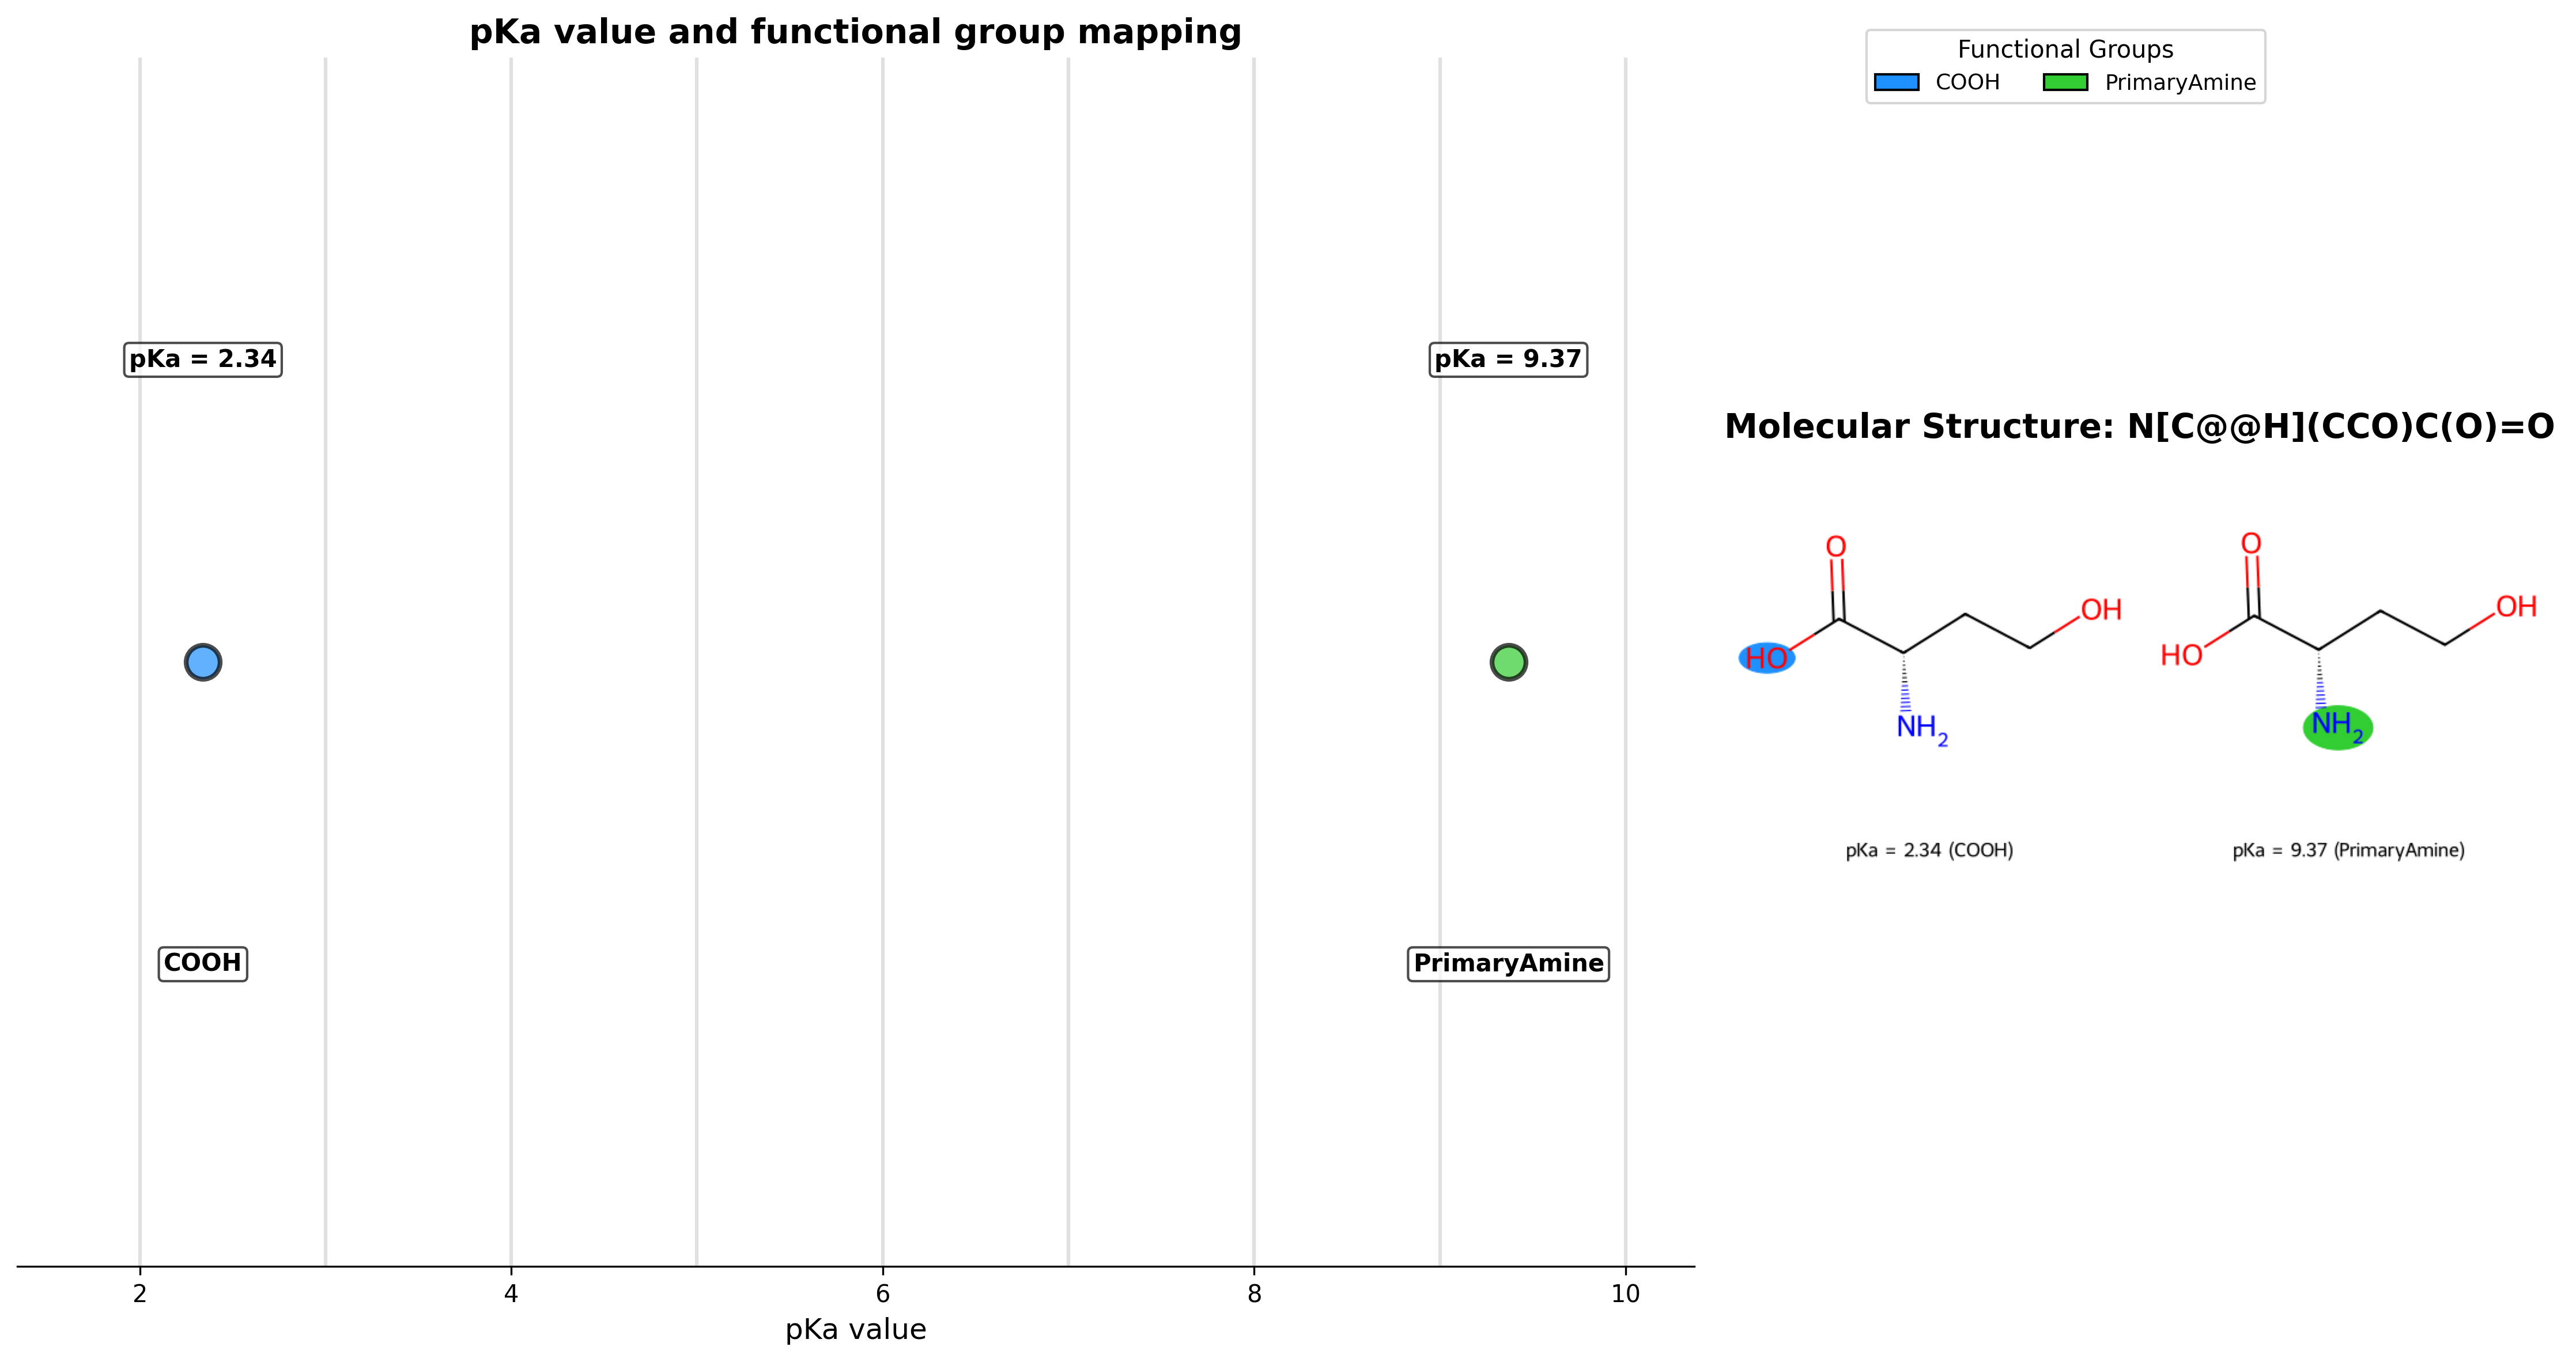 pKa value and functional group mapping
Functional Groups
COOH
PrimaryAmine
pKa = 2.34
pKa = 9.37
COOH
PrimaryAmine
2
4
6
8
10
pKa value
Molecular Structure: N[C@@H](CCO)C(O)=O
O
OH
HO
NH2
O
OH
HO
NH2
pKa = 2.34 (COOH)
pKa = 9.37 (PrimaryAmine)